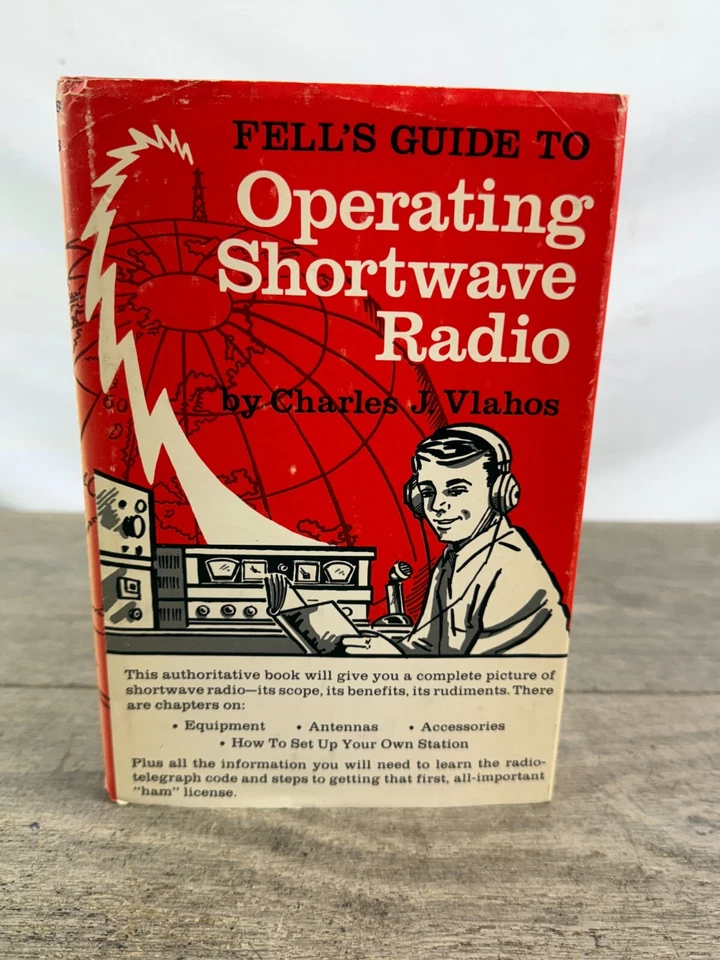 FELL'S GUIDE TO
Operating
Shortwave
Radio
by Charles J. Vlahos
This authoritative book will give you a complete picture of
shortwave radio—its scope, its benefits, its rudiments. There
are chapters on:
• Equipment • Antennas • Accessories
• How To Set Up Your Own Station
Plus all the information you will need to learn the radio-
telegraph code and steps to getting that first, all-important
"ham" license.